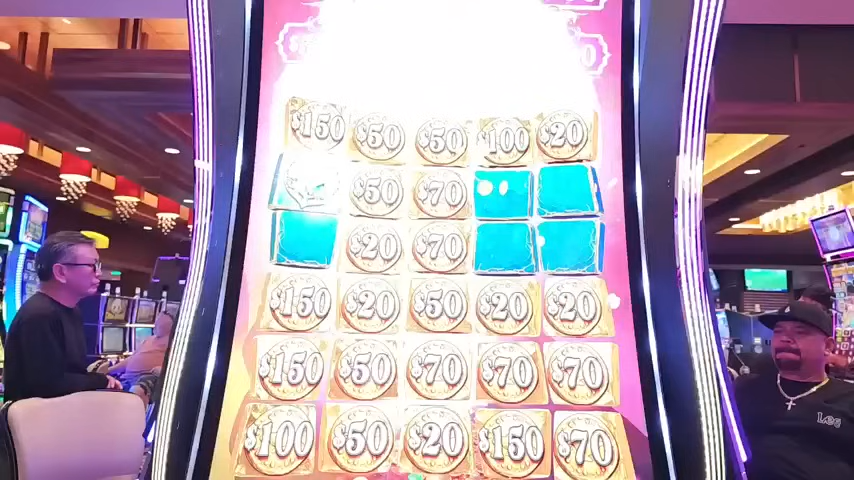 $150 $50 $50 $100 $20
$50 $70
$20 $70
$150 $20 $50 $20 $20
$150 $50 $70 $70 $70
$100 $50 $20 $150 $70